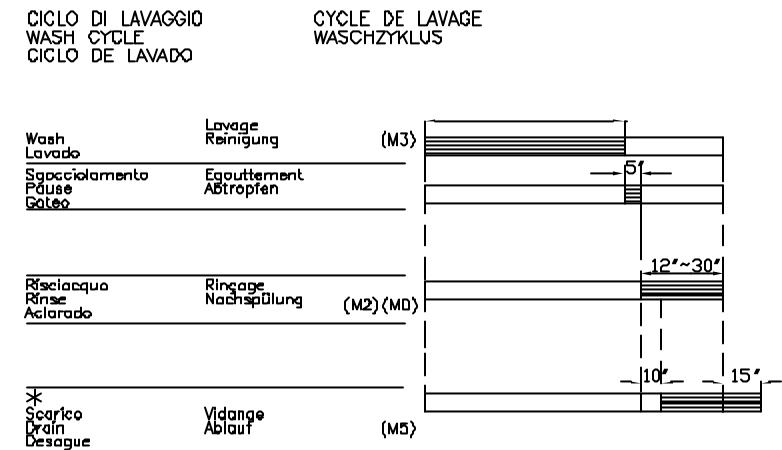 CICLO DI LAVAGGIO
WASH CYCLE
CICLO DE LAVADO
CYCLE DE LAVAGE
WASCHZYKLUS
Wash
Lavado
Lavage
Reinigung
(M3)
5"
Sgocciolamento
Pause
Goteo
Egouttement
Abtropfen
12"~30"
Risciacquo
Rinse
Aclarado
Rinçage
Nachspülung
(M2)(MD)
10"
15"
*
Scarico
Drain
Desague
Vidange
Ablauf
(M5)